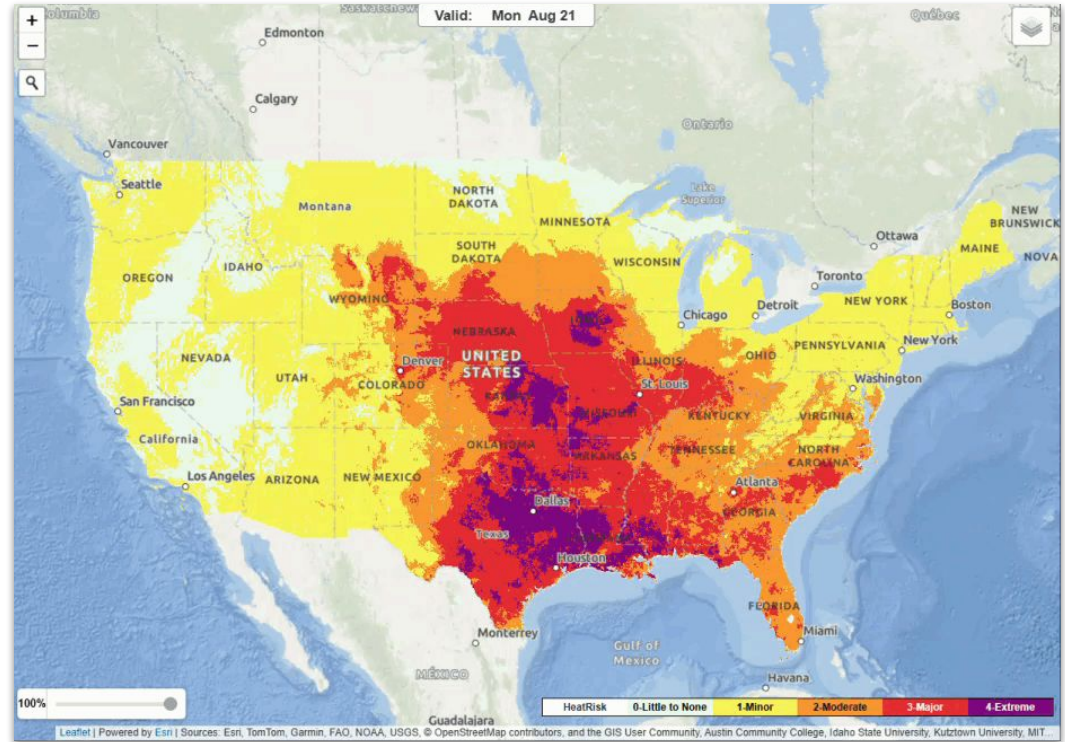 Valid: Mon Aug 21
+
−
Edmonton
Québec
Calgary
Ontario
Vancouver
Seattle
Lake
Superior
Montana
NORTH
DAKOTA
MINNESOTA
NEW
BRUNSWICK
Ottawa
MAINE
NOVA
SOUTH
DAKOTA
WISCONSIN
OREGON
IDAHO
Toronto
WYOMING
NEW YORK
Boston
Detroit
Chicago
NEBRASKA
NEVADA
UTAH
Denver
COLORADO
UNITED
STATES
ILLINOIS
OHIO
PENNSYLVANIA
New York
Washington
St. Louis
San Francisco
California
MISSOURI
KENTUCKY
VIRGINIA
OKLAHOMA
ARKANSAS
TENNESSEE
NORTH
CAROLINA
Los Angeles
ARIZONA
NEW MEXICO
Atlanta
Dallas
GEORGIA
Texas
Houston
FLORIDA
Monterrey
Gulf of
Mexico
Miami
MÉXICO
Havana
100%
HeatRisk 0-Little to None 1-Minor 2-Moderate 3-Major 4-Extreme
Guadalajara
Leaflet | Powered by Esri | Sources: Esri, TomTom, Garmin, FAO, NOAA, USGS, © OpenStreetMap contributors, and the GIS User Community, Austin Community College, Idaho State University, Kutztown University, MIT...